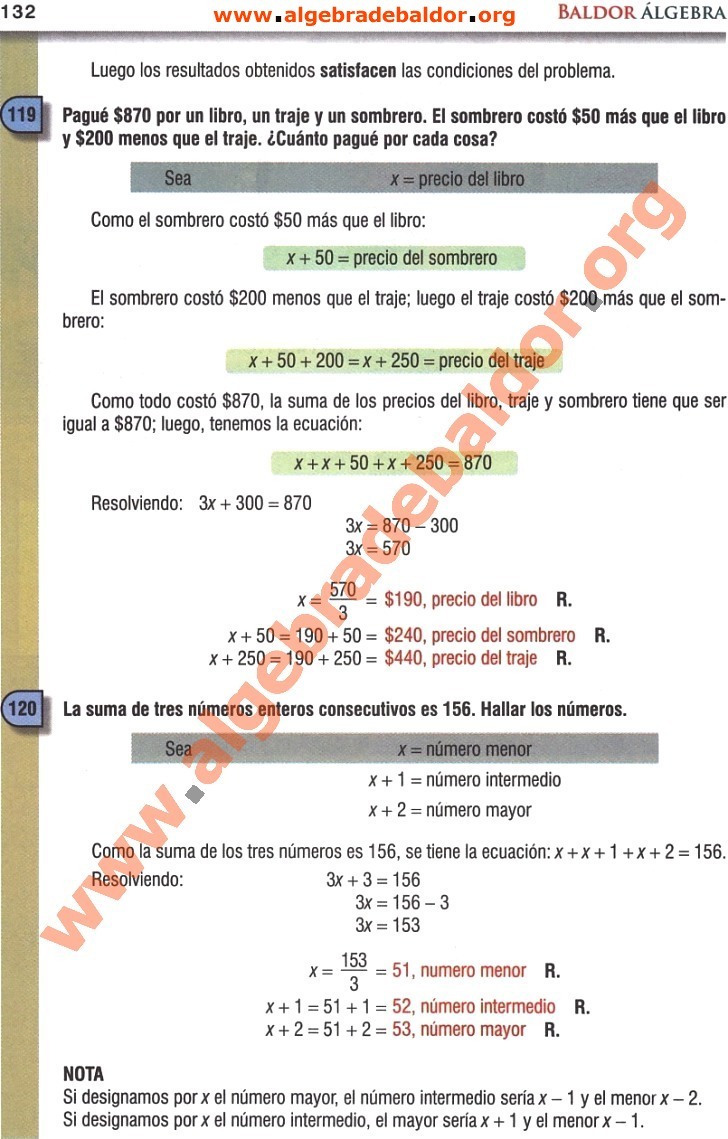 132 www.algebradebaldor.org BALDOR ÁLGEBRA
Luego los resultados obtenidos satisfacen las condiciones del problema.
119 Pagué $870 por un libro, un traje y un sombrero. El sombrero costó $50 más que el libro
y $200 menos que el traje. ¿Cuánto pagué por cada cosa?
Sea x = precio del libro
Como el sombrero costó $50 más que el libro:
x + 50 = precio del sombrero
El sombrero costó $200 menos que el traje; luego el traje costó $200 más que el som-
brero:
x + 50 + 200 = x + 250 = precio del traje
Como todo costó $870, la suma de los precios del libro, traje y sombrero tiene que ser
igual a $870; luego, tenemos la ecuación:
x + x + 50 + x + 250 = 870
Resolviendo: 3x + 300 = 870
3x = 870 – 300
3x = 570
x = 570/3 = $190, precio del libro R.
x + 50 = 190 + 50 = $240, precio del sombrero R.
x + 250 = 190 + 250 = $440, precio del traje R.
120 La suma de tres números enteros consecutivos es 156. Hallar los números.
Sea x = número menor
x + 1 = número intermedio
x + 2 = número mayor
Como la suma de los tres números es 156, se tiene la ecuación: x + x + 1 + x + 2 = 156.
Resolviendo: 3x + 3 = 156
3x = 156 – 3
3x = 153
x = 153/3 = 51, numero menor R.
x + 1 = 51 + 1 = 52, número intermedio R.
x + 2 = 51 + 2 = 53, número mayor R.
NOTA
Si designamos por x el número mayor, el número intermedio sería x – 1 y el menor x – 2.
Si designamos por x el número intermedio, el mayor sería x + 1 y el menor x – 1.
www.algebradebaldor.org